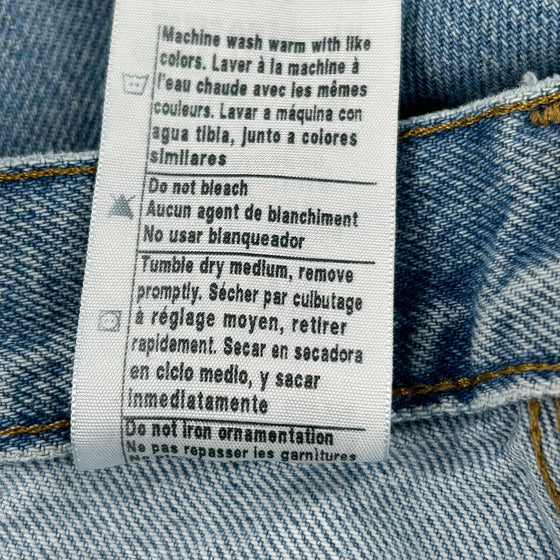 Machine wash warm with like
colors. Laver à la machine à
l'eau chaude avec les mêmes
couleurs. Lavar a máquina con
agua tibla, junto a colores
similares
Do not bleach
Aucun agent de blanchiment
No usar blanqueador
Tumble dry medium, remove
promptly. Sécher par culbutage
à réglage moyen, retirer
rapidement. Secar en secadora
en ciclo medio, y sacar
inmediatamente
Do not iron ornamentation
Ne pas repasser les garnitures